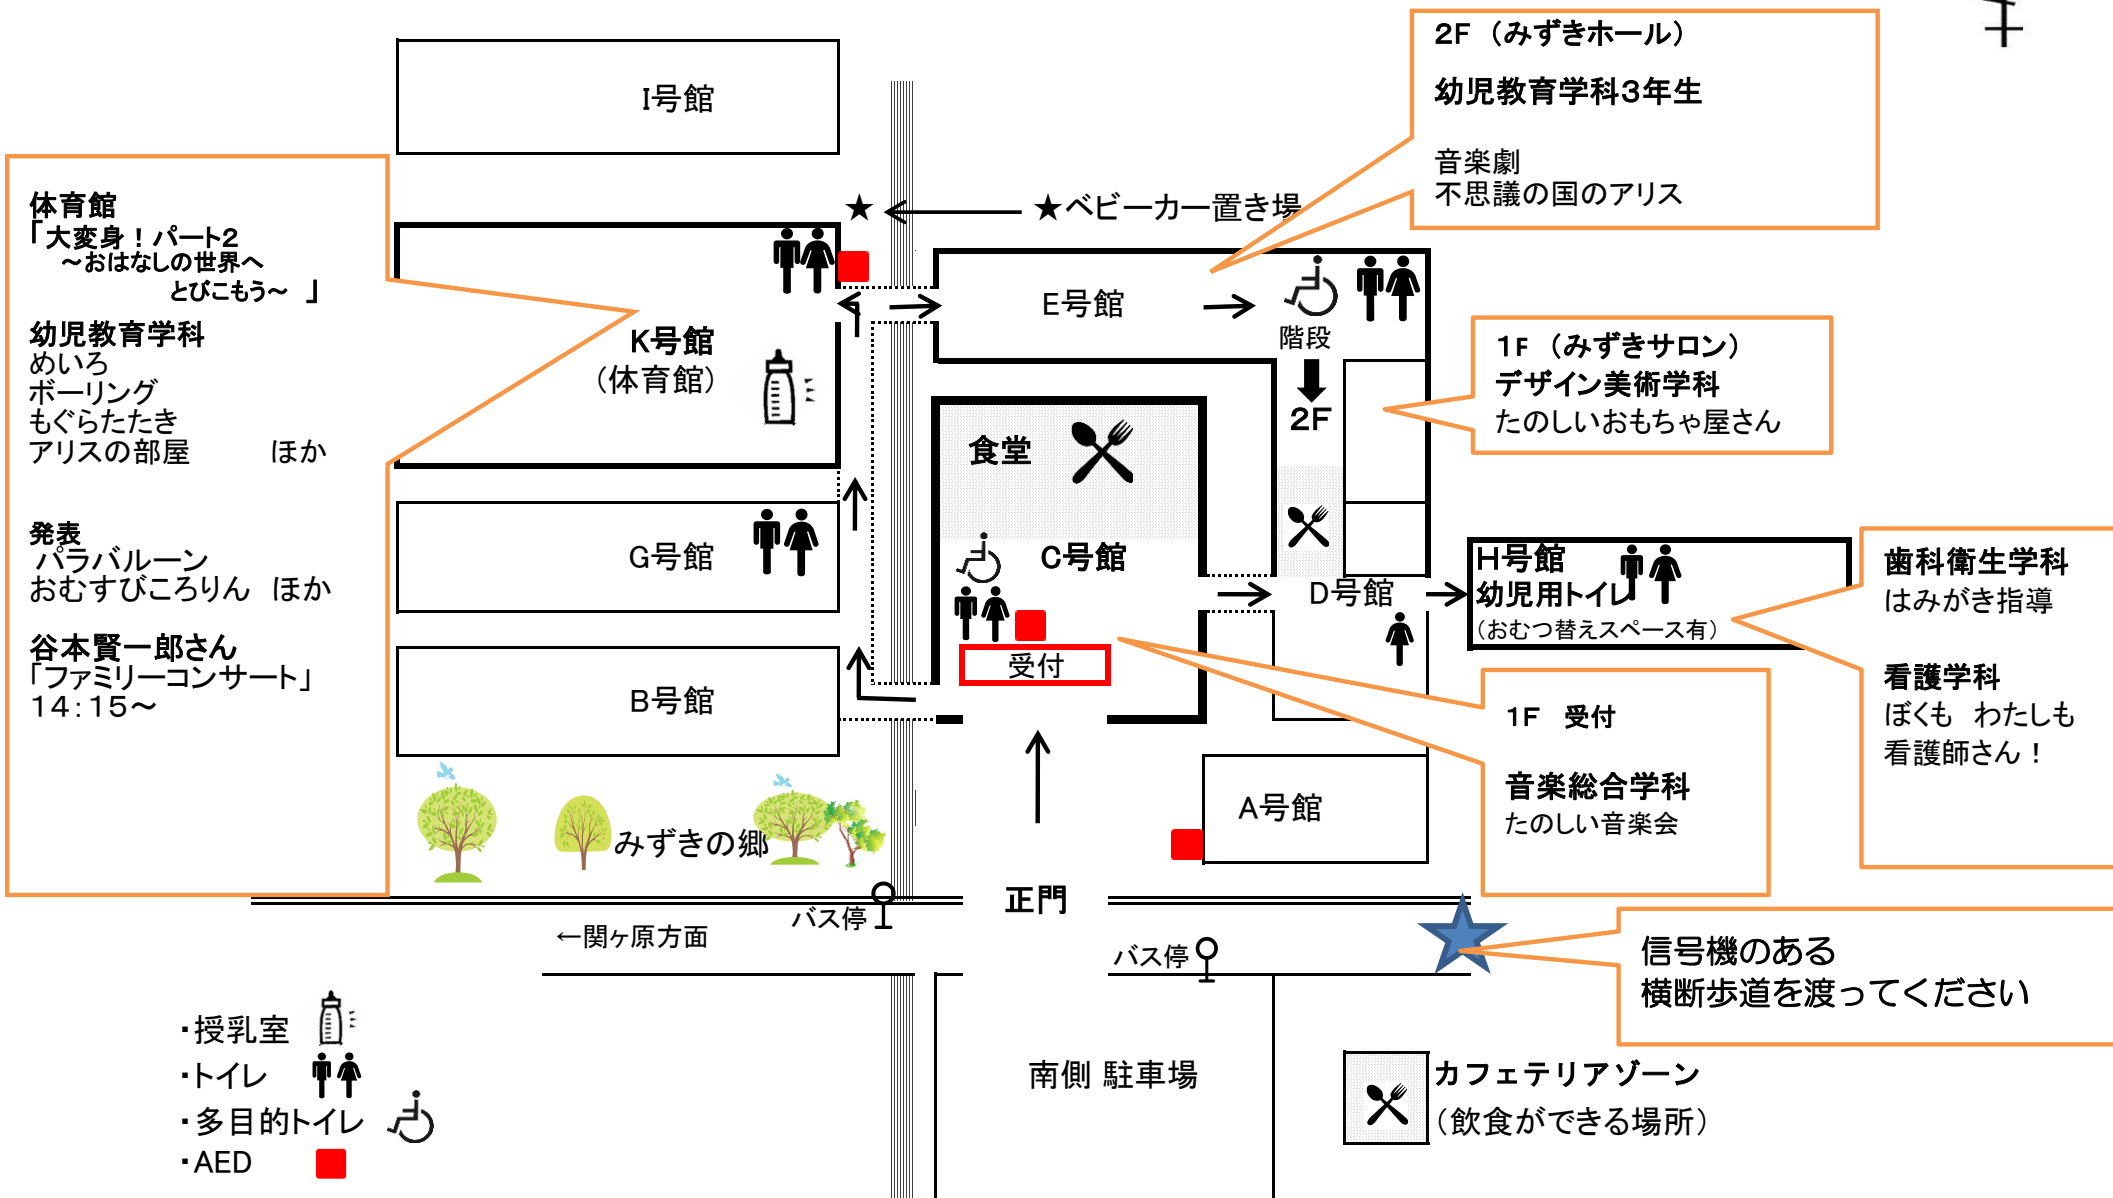 2F （みずきホール）
幼児教育学科3年生
音楽劇
不思議の国のアリス
I号館
体育館
「大変身！パート2
～おはなしの世界へ
とびこもう～ 」
幼児教育学科
めいろ
ボーリング
もぐらたたき
アリスの部屋　　　ほか
発表
パラバルーン
おむすびころりん　ほか
谷本賢一郎さん
「ファミリーコンサート」
14：15～
★
★ベビーカー置き場
K号館
（体育館）
E号館
階段
2F
1F （みずきサロン）
デザイン美術学科
たのしいおもちゃ屋さん
食堂
C号館
受付
G号館
B号館
D号館
H号館
幼児用トイレ
（おむつ替えスペース有）
歯科衛生学科
はみがき指導
看護学科
ぼくも　わたしも
看護師さん！
1F　受付
音楽総合学科
たのしい音楽会
A号館
みずきの郷
正門
バス停
←関ヶ原方面
バス停
信号機のある
横断歩道を渡ってください
南側 駐車場
カフェテリアゾーン
（飲食ができる場所）
・授乳室
・トイレ
・多目的トイレ
・AED